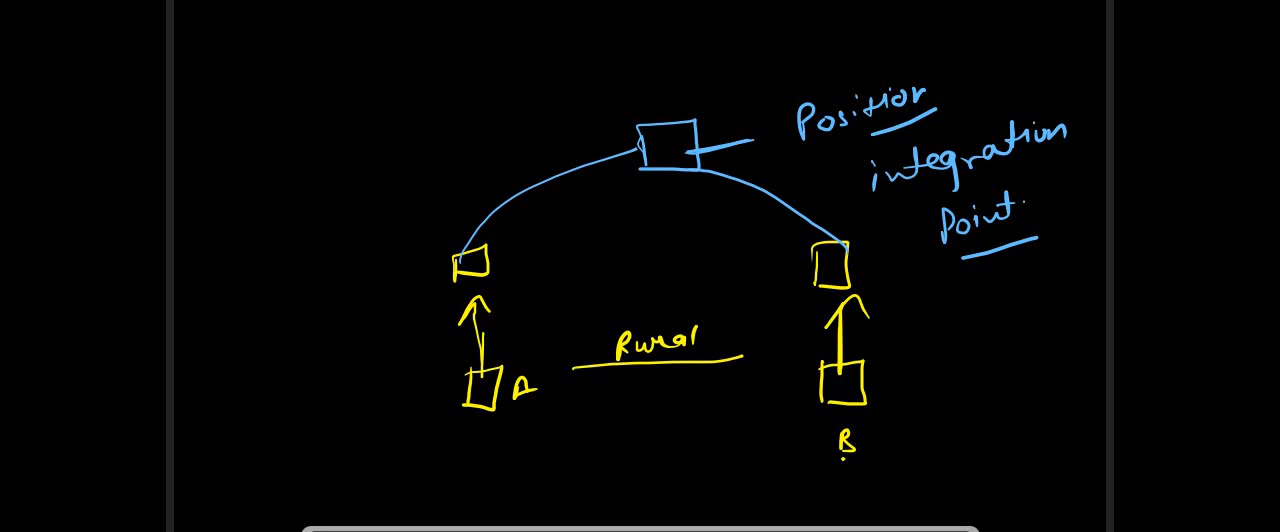 Position
integration
Point
Rural
A
B